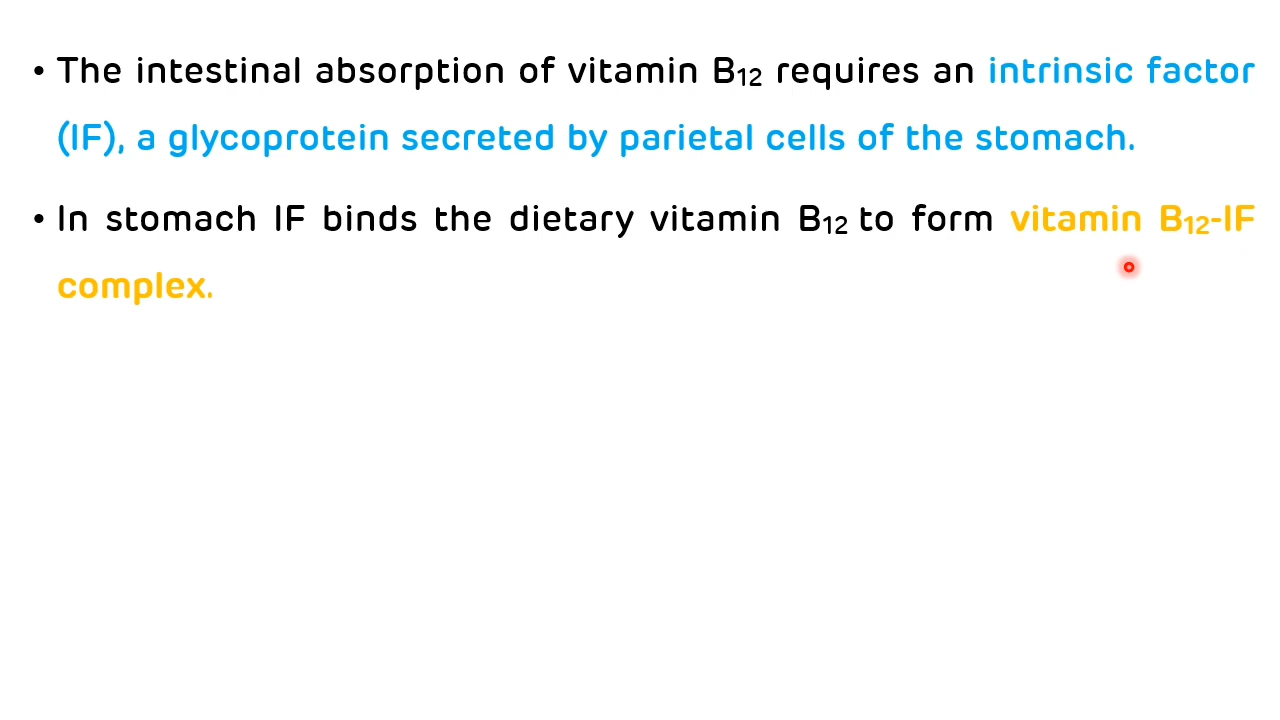 • The intestinal absorption of vitamin B₁₂ requires an intrinsic factor
(IF), a glycoprotein secreted by parietal cells of the stomach.
• In stomach IF binds the dietary vitamin B₁₂ to form vitamin B₁₂-IF
complex.